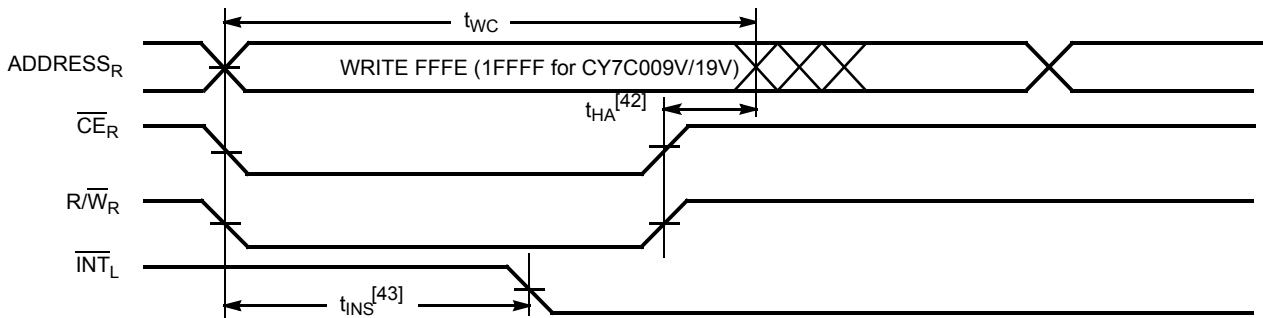 tWC
ADDRESSR
WRITE FFFE (1FFFF for CY7C009V/19V)
tHA[42]
CER
R/WR
INTL
tINS[43]